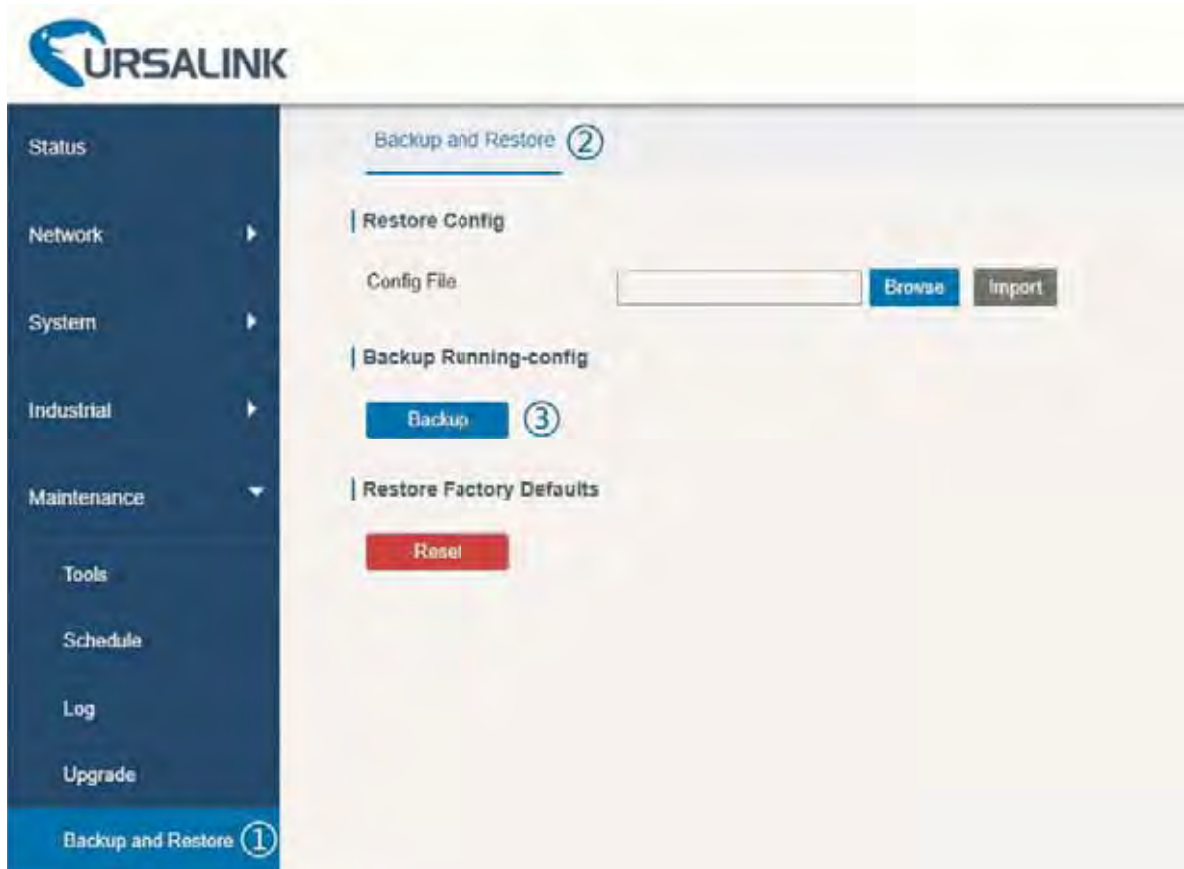 URSALINK
Status
Network
System
Industrial
Maintenance
Tools
Schedule
Log
Upgrade
Backup and Restore ①
Backup and Restore ②
Restore Config
Config File
Browse Import
Backup Running-config
Backup ③
Restore Factory Defaults
Reset